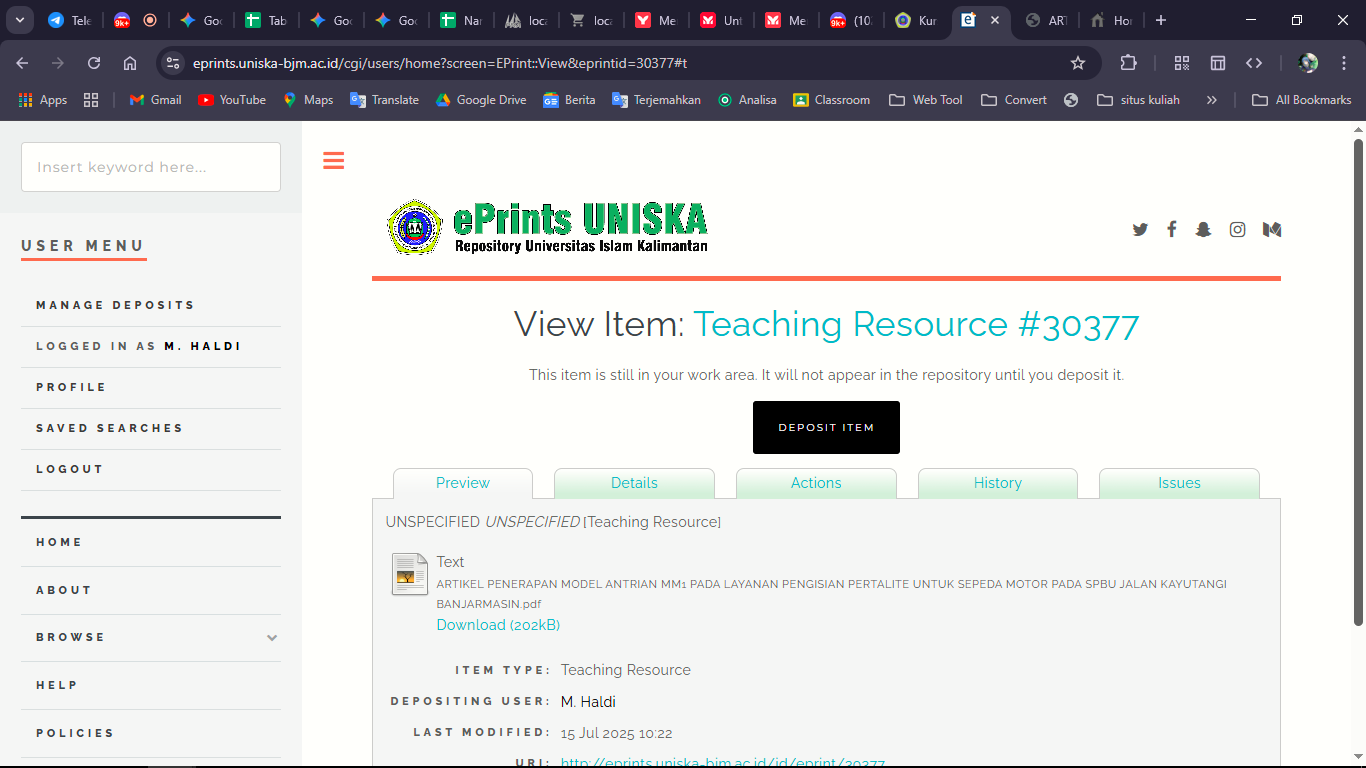 Tele
9k+
Goo
Tab
Goo
Goo
Nar
loca
loca
Me
Unt
Me
9k+
(10
Kur
ART
Hor
eprints.uniska-bjm.ac.id/cgi/users/home?screen=EPrint::View&eprintid=30377#t
Apps
Gmail
YouTube
Maps
Translate
Google Drive
Berita
Terjemahkan
Analisa
Classroom
Web Tool
Convert
situs kuliah
All Bookmarks
Insert keyword here...
USER MENU
MANAGE DEPOSITS
LOGGED IN AS M. HALDI
PROFILE
SAVED SEARCHES
LOGOUT
HOME
ABOUT
BROWSE
HELP
POLICIES
ePrints UNISKA
Repository Universitas Islam Kalimantan
View Item: Teaching Resource #30377
This item is still in your work area. It will not appear in the repository until you deposit it.
DEPOSIT ITEM
Preview
Details
Actions
History
Issues
UNSPECIFIED UNSPECIFIED [Teaching Resource]
Text
ARTIKEL PENERAPAN MODEL ANTRIAN MM1 PADA LAYANAN PENGISIAN PERTALITE UNTUK SEPEDA MOTOR PADA SPBU JALAN KAYUTANGI
BANJARMASIN.pdf
Download (202kB)
ITEM TYPE: Teaching Resource
DEPOSITING USER: M. Haldi
LAST MODIFIED: 15 Jul 2025 10:22
URI: http://eprints.uniska-bjm.ac.id/id/eprint/30377